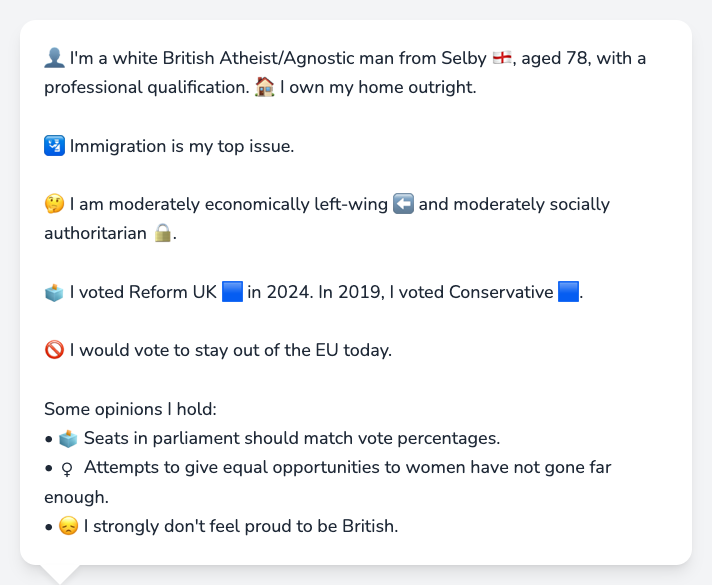 👤 I'm a white British Atheist/Agnostic man from Selby 🏴󠁧󠁢󠁥󠁮󠁧󠁿, aged 78, with a
professional qualification. 🏠 I own my home outright.
🛂 Immigration is my top issue.
🤔 I am moderately economically left-wing ⬅️ and moderately socially
authoritarian 🔒.
🗳️ I voted Reform UK 🟦 in 2024. In 2019, I voted Conservative 🟦.
🚫 I would vote to stay out of the EU today.
Some opinions I hold:
• 🗳️ Seats in parliament should match vote percentages.
• ♀ Attempts to give equal opportunities to women have not gone far
enough.
• 😞 I strongly don't feel proud to be British.